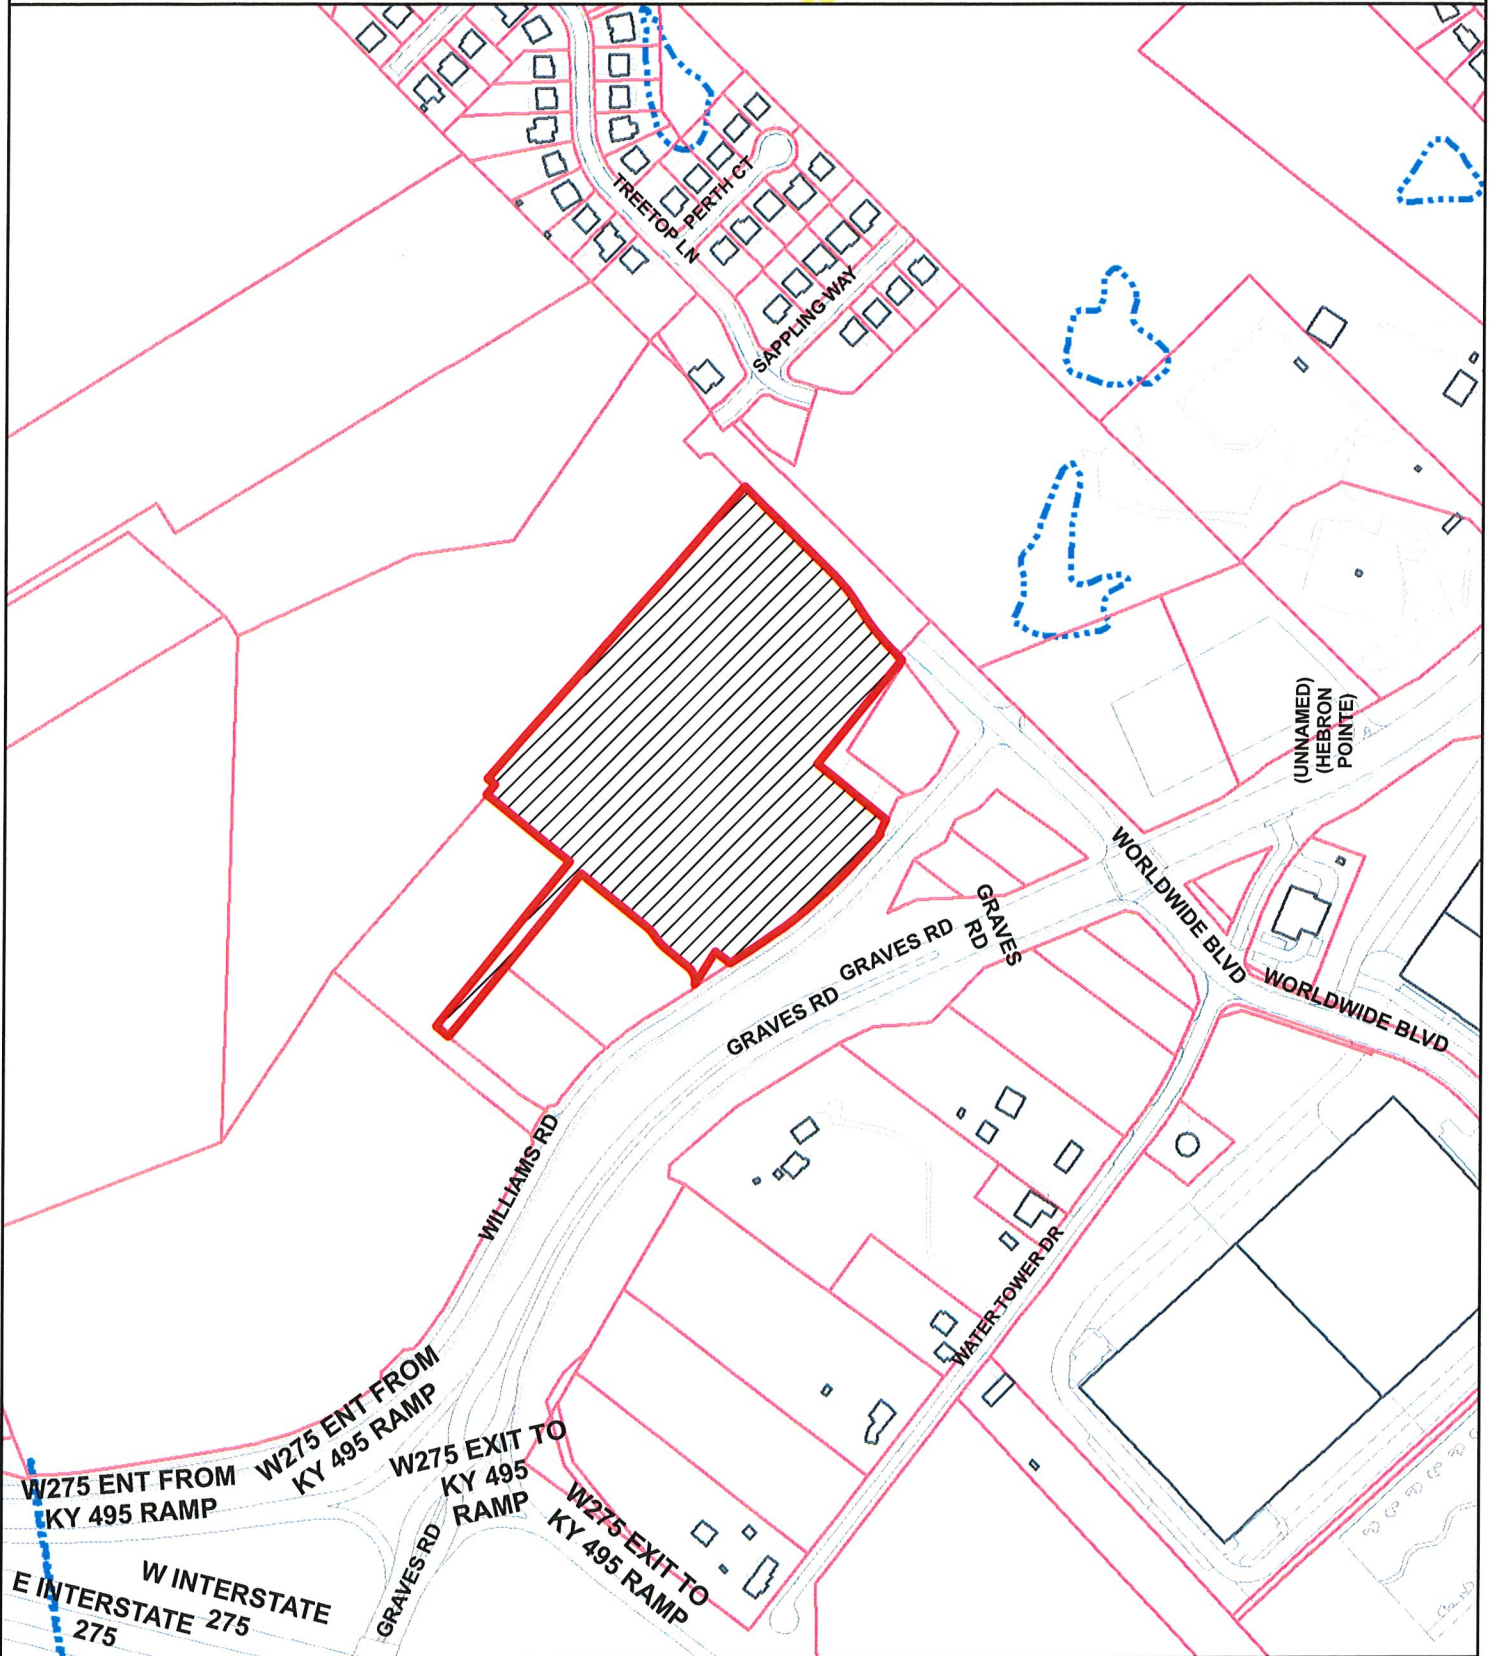 TREETOP LN
PERTH CT
SAPPLING WAY
(UNNAMED)
(HEBRON
POINTE)
WORLDWIDE BLVD
GRAVES
RD
GRAVES RD
WORLDWIDE BLVD
GRAVES RD
WILLIAMS RD
WATER TOWER DR
W275 ENT FROM
KY 495 RAMP
W275 ENT FROM
KY 495 RAMP
W275 EXIT TO
KY 495
RAMP
W275 EXIT TO
KY 495 RAMP
GRAVES RD
W INTERSTATE
275
E INTERSTATE
275